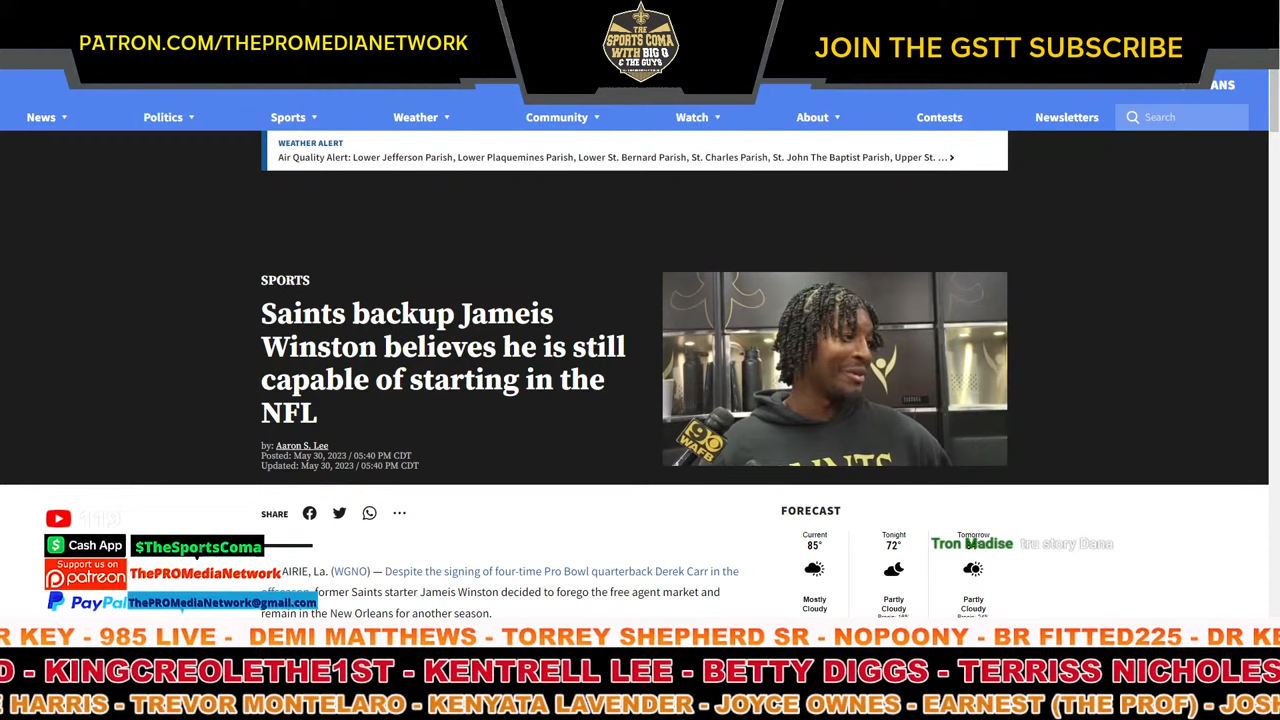 PATRON.COM/THEPROMEDIANETWORK
THE
SPORTS COMA
WITH BIG Q
& THE GUYS
JOIN THE GSTT SUBSCRIBE
ANS
News
Politics
Sports
Weather
Community
Watch
About
Contests
Newsletters
Search
WEATHER ALERT
Air Quality Alert: Lower Jefferson Parish, Lower Plaquemines Parish, Lower St. Bernard Parish, St. Charles Parish, St. John The Baptist Parish, Upper St. …
SPORTS
Saints backup Jameis
Winston believes he is still
capable of starting in the
NFL
by: Aaron S. Lee
Posted: May 30, 2023 / 05:40 PM CDT
Updated: May 30, 2023 / 05:40 PM CDT
WAFB
SAINTS
SHARE
FORECAST
Current
85°
Mostly
Cloudy
Tonight
72°
Partly
Cloudy
Tomorrow
Partly
Cloudy
Tron Madise tru story Dana
119
Cash App $TheSportsComa
Support us on
patreon ThePROMediaNetwork
PayPal ThePROMediaNetwork@gmail.com
AIRIE, La. (WGNO) — Despite the signing of four-time Pro Bowl quarterback Derek Carr in the
former Saints starter Jameis Winston decided to forego the free agent market and
remain in the New Orleans for another season.
R KEY - 985 LIVE - DEMI MATTHEWS - TORREY SHEPHERD SR - NOPOONY - BR FITTED225 - DR KE
D - KINGCREOLETHE1ST - KENTRELL LEE - BETTY DIGGS - TERRISS NICHOLES
E HARRIS - TREVOR MONTELARO - KENYATA LAVENDER - JOYCE OWNES - EARNEST (THE PROF) - JOSH